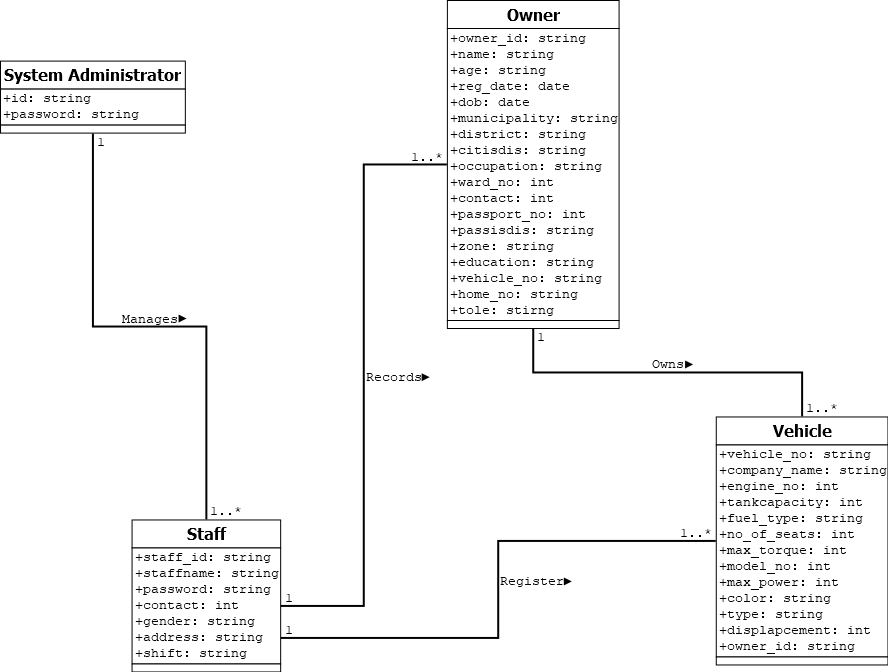 Owner
+owner_id: string
+name: string
+age: string
+reg_date: date
+dob: date
+municipality: string
+district: string
+citisdis: string
+occupation: string
+ward_no: int
+contact: int
+passport_no: int
+passisdis: string
+zone: string
+education: string
+vehicle_no: string
+home_no: string
+tole: stirng
System Administrator
+id: string
+password: string
1
1..*
Manages▶
1
Owns▶
Records▶
1..*
Vehicle
+vehicle_no: string
+company_name: string
+engine_no: int
+tankcapacity: int
+fuel_type: string
+no_of_seats: int
+max_torque: int
+model_no: int
+max_power: int
+color: string
+type: string
+displapcement: int
+owner_id: string
1..*
Staff
+staff_id: string
+staffname: string
+password: string
+contact: int
+gender: string
+address: string
+shift: string
1..*
Register▶
1
1